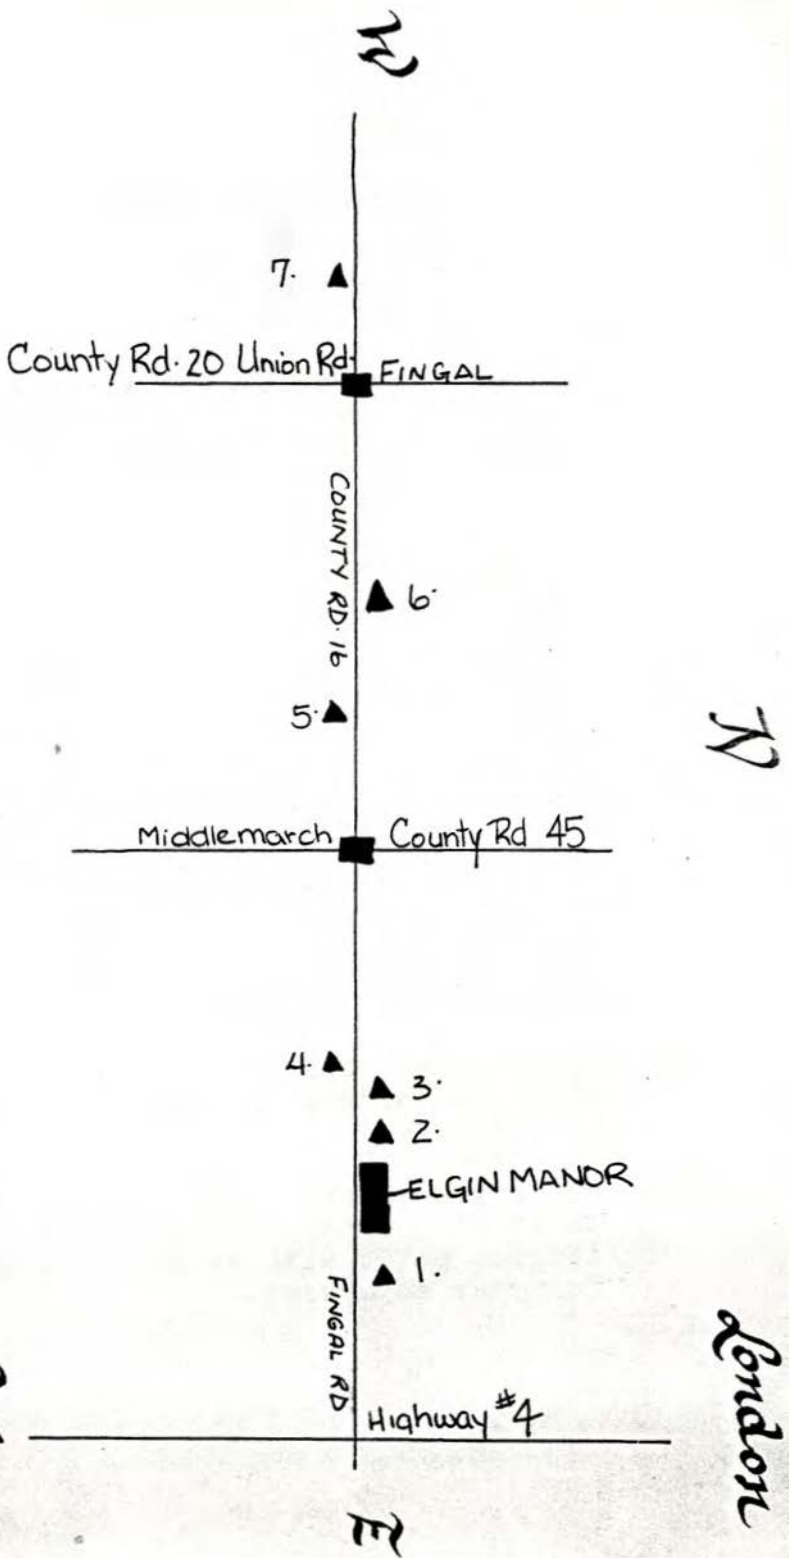 W
7.
County Rd. 20 Union Rd. FINGAL
COUNTY RD. 16
6.
5.
N
Middlemarch County Rd 45
4.
3.
2.
ELGIN MANOR
1.
FINGAL RD
London
Highway #4
E